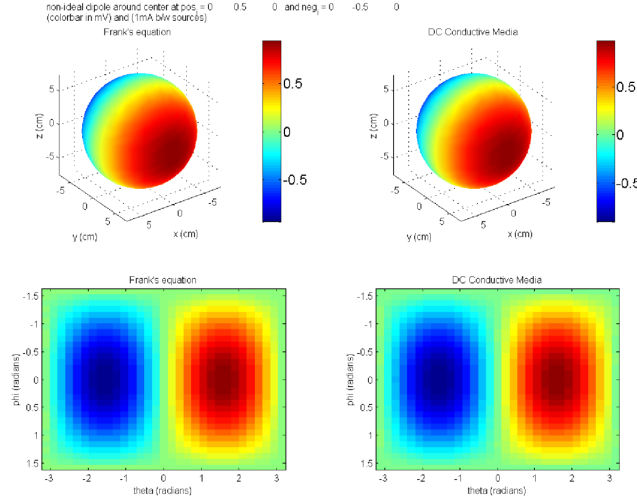 non-ideal dipole around center at pos_i = 0 0.5 0 and neg_i = 0 -0.5 0
(colorbar in mV) and (1mA b/w sources)
Frank's equation
5
0
-5
z (cm)
-5
0
5
y (cm)
5
0
-5
x (cm)
0.5
0
-0.5
DC Conductive Media
5
0
-5
z (cm)
-5
0
5
y (cm)
5
0
-5
x (cm)
0.5
0
-0.5
Frank's equation
-1.5
-1
-0.5
0
0.5
1
1.5
phi (radians)
-3 -2 -1 0 1 2 3
theta (radians)
DC Conductive Media
-1.5
-1
-0.5
0
0.5
1
1.5
phi (radians)
-3 -2 -1 0 1 2 3
theta (radians)